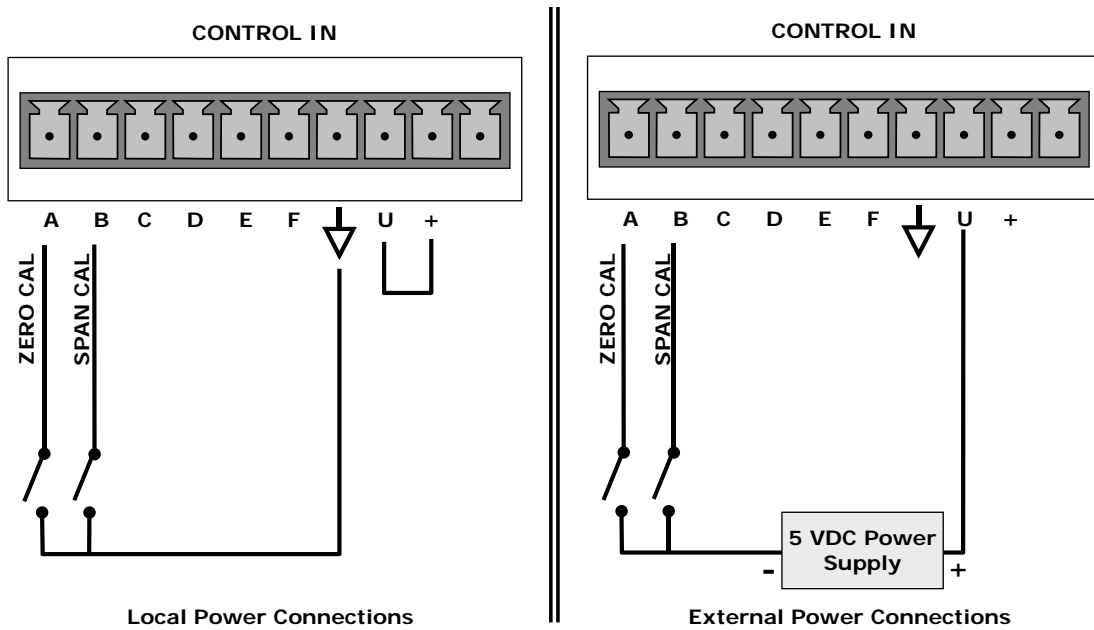 CONTROL IN
A B C D E F U +
ZERO CAL
SPAN CAL
Local Power Connections
CONTROL IN
A B C D E F U +
ZERO CAL
SPAN CAL
5 VDC Power
Supply
- +
External Power Connections